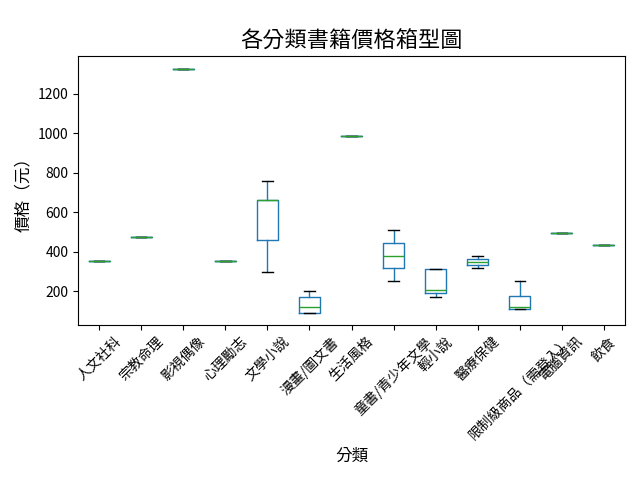 各分類書籍價格箱型圖
價格（元）
1200
1000
800
600
400
200
人文社科
宗教命理
影視偶像
心理勵志
文學小說
漫畫/圖文書
生活風格
童書/青少年文學
輕小說
醫療保健
限制級商品（需登入）
電腦資訊
飲食
分類